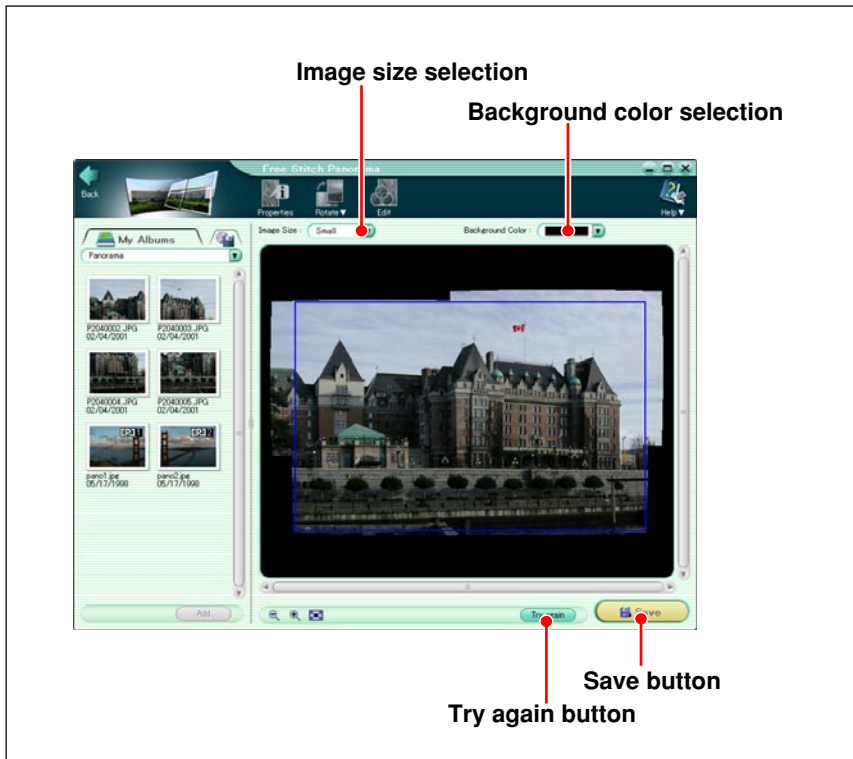 Image size selection
Background color selection
Free Stitch Panorama
Back
Properties
Rotate▼
Edit
Help▼
My Albums
Image Size :
Small
Background Color :
Panorama
P2040002.JPG
02/04/2001
P2040003.JPG
02/04/2001
P2040004.JPG
02/04/2001
P2040005.JPG
02/04/2001
pano1.jpe
05/17/1998
pano2.jpe
05/17/1998
Add
Try again
Save
Save button
Try again button